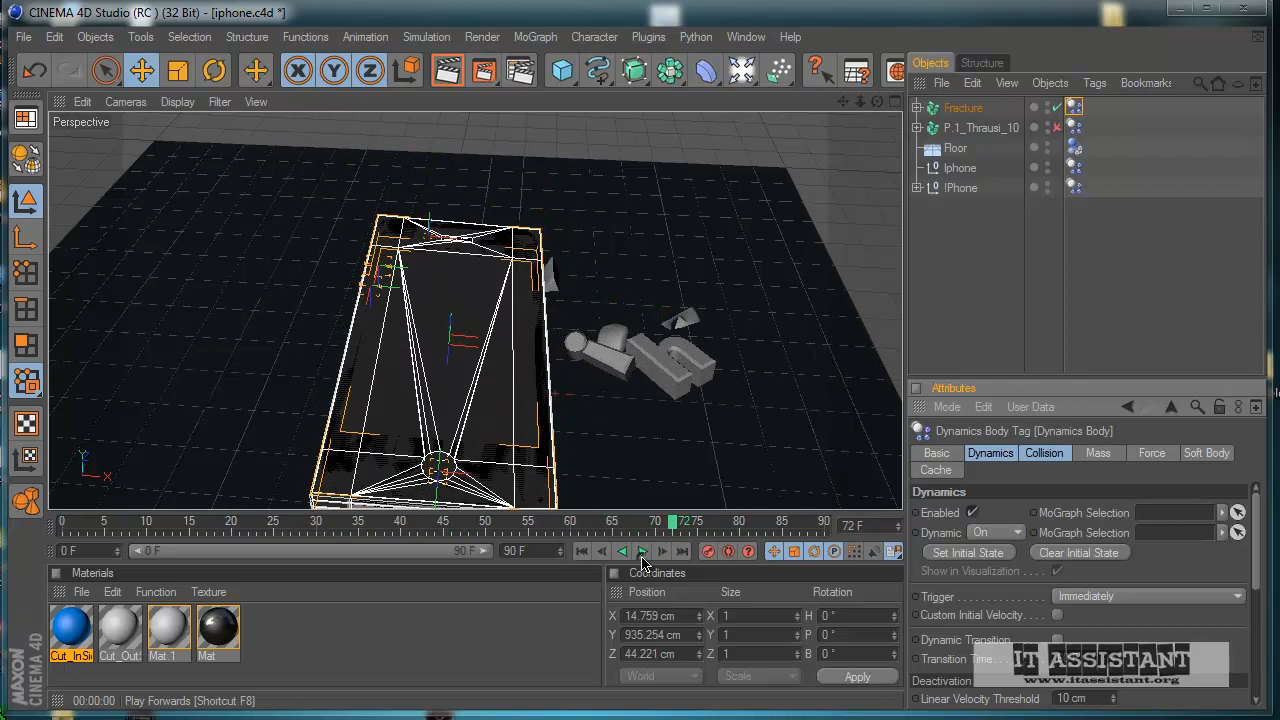 CINEMA 4D Studio (RC ) (32 Bit) - [iphone.c4d *]
File Edit Objects Tools Selection Structure Functions Animation Simulation Render MoGraph Character Plugins Python Window Help
X Y Z
Edit Cameras Display Filter View
Perspective
Y
X
0 5 10 15 20 25 30 35 40 45 50 55 60 65 70 72 75 80 85 90 72 F
0 F 0 F 90 F 90 F
Materials
File Edit Function Texture
Cut_InSi Cut_Out Mat.1 Mat
Coordinates
Position Size Rotation
X 14.759 cm X 1 H 0 °
Y 935.254 cm Y 1 P 0 °
Z 44.221 cm Z 1 B 0 °
World Scale Apply
00:00:00 Play Forwards [Shortcut F8]
MAXON
CINEMA 4D
Objects Structure
File Edit View Objects Tags Bookmark
Fracture
P.1_Thrausi_10
Floor
Iphone
!Phone
Attributes
Mode Edit User Data
Dynamics Body Tag [Dynamics Body]
Basic Dynamics Collision Mass Force Soft Body
Cache
Dynamics
Enabled MoGraph Selection
Dynamic On MoGraph Selection
Set Initial State Clear Initial State
Show in Visualization
Trigger Immediately
Custom Initial Velocity
Dynamic Transition
Transition Time
Deactivation
Linear Velocity Threshold 10 cm
IT ASSISTANT
www.itassistant.org